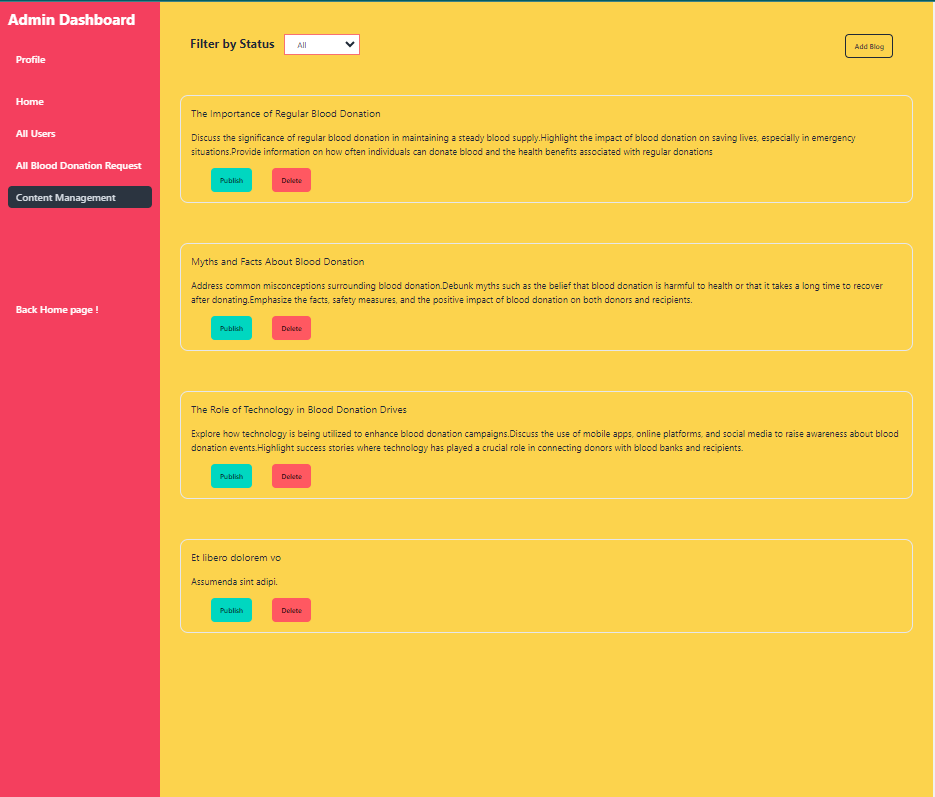 Admin Dashboard
Profile
Home
All Users
All Blood Donation Request
Content Management
Back Home page !
Filter by Status
All
Add Blog
The Importance of Regular Blood Donation
Discuss the significance of regular blood donation in maintaining a steady blood supply.Highlight the impact of blood donation on saving lives, especially in emergency
situations.Provide information on how often individuals can donate blood and the health benefits associated with regular donations
Publish Delete
Myths and Facts About Blood Donation
Address common misconceptions surrounding blood donation.Debunk myths such as the belief that blood donation is harmful to health or that it takes a long time to recover
after donating.Emphasize the facts, safety measures, and the positive impact of blood donation on both donors and recipients.
Publish Delete
The Role of Technology in Blood Donation Drives
Explore how technology is being utilized to enhance blood donation campaigns.Discuss the use of mobile apps, online platforms, and social media to raise awareness about blood
donation events.Highlight success stories where technology has played a crucial role in connecting donors with blood banks and recipients.
Publish Delete
Et libero dolorem vo
Assumenda sint adipi.
Publish Delete